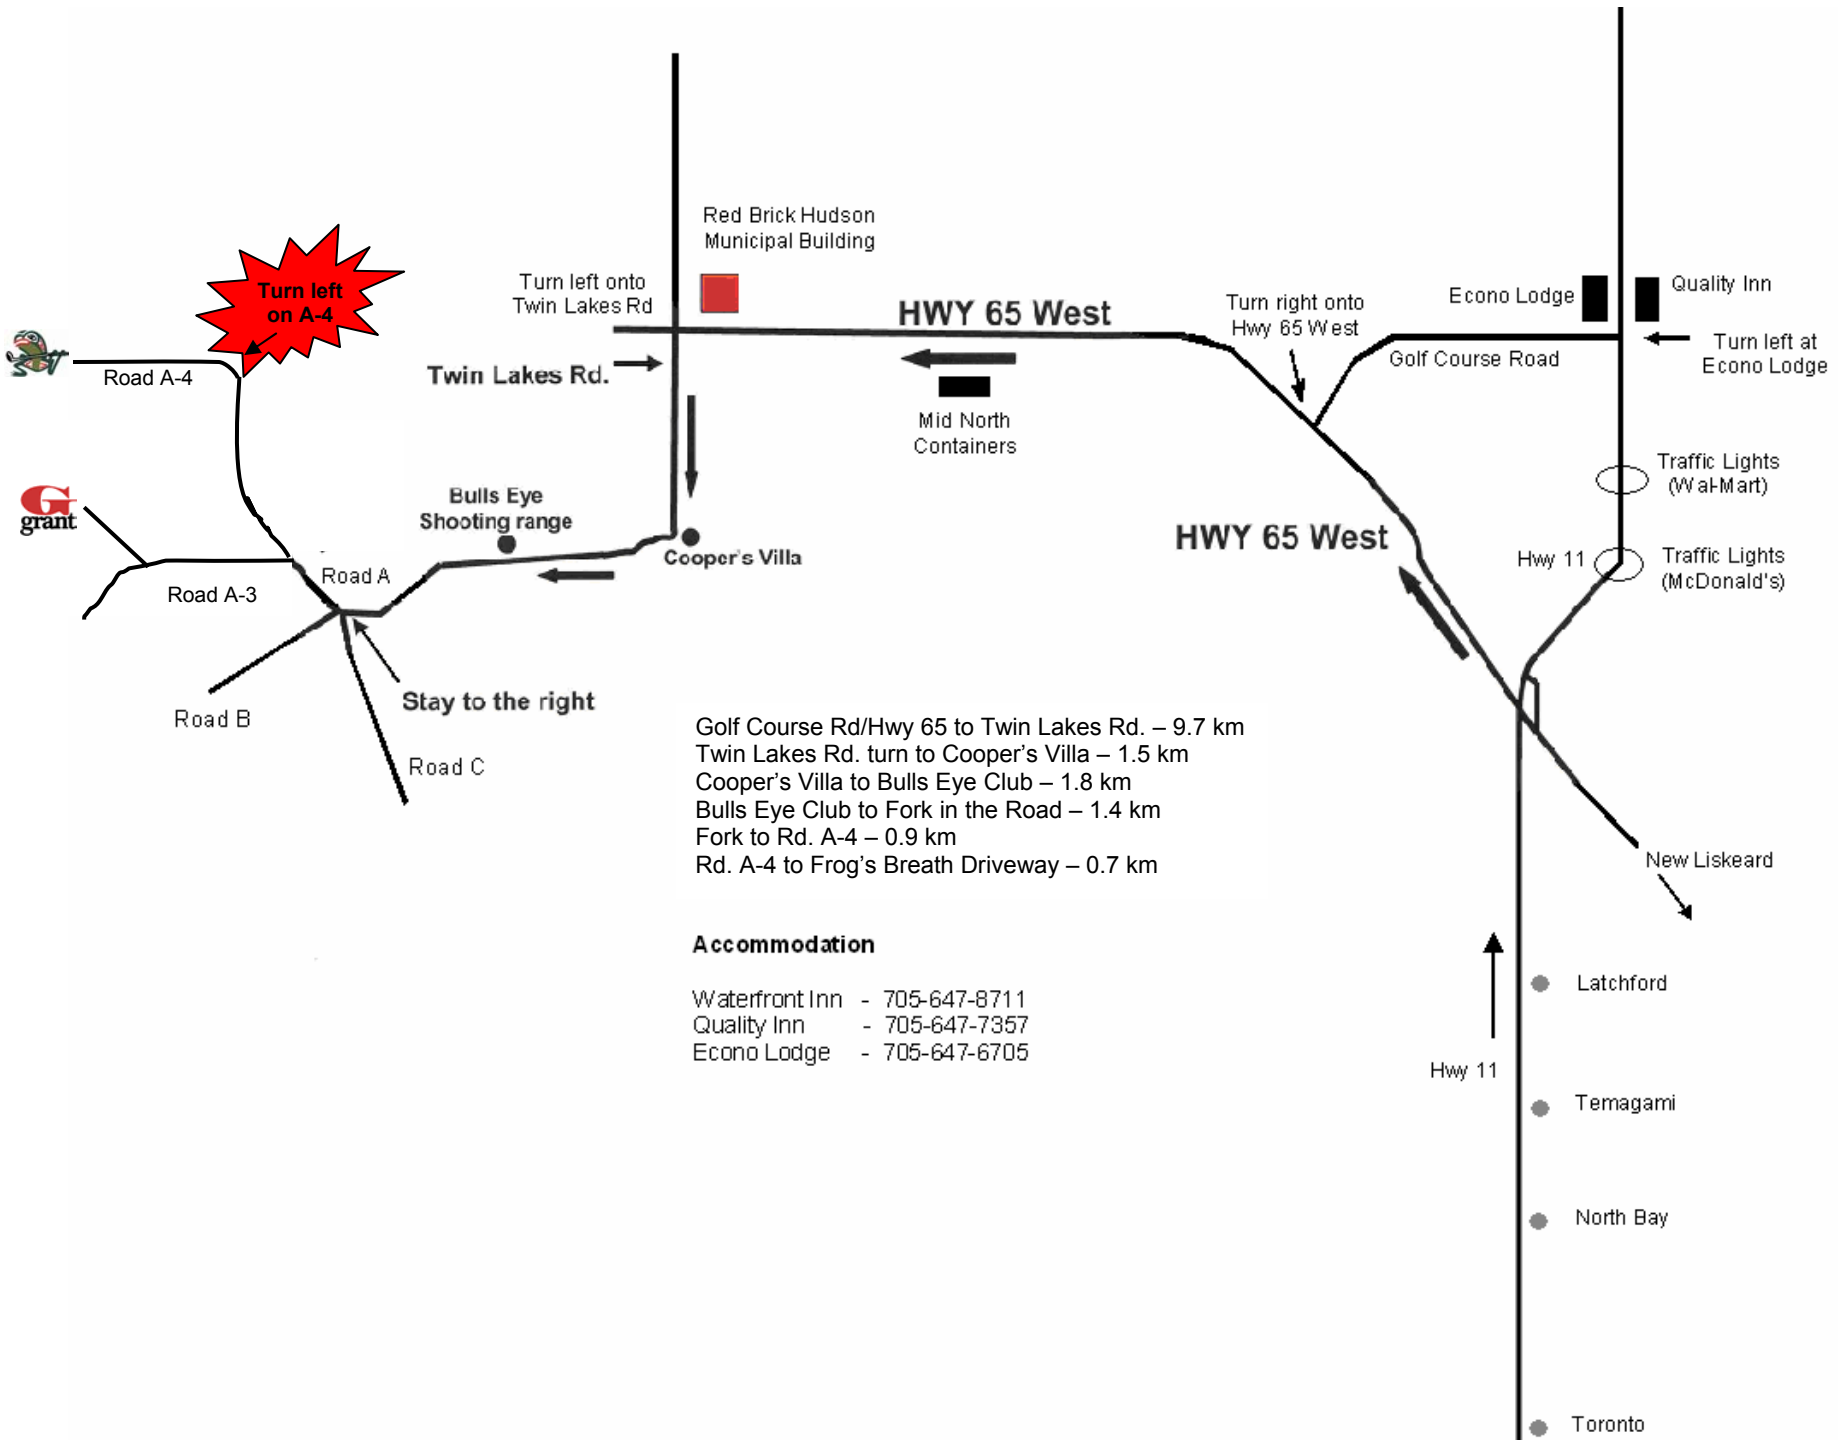 Red Brick Hudson
Municipal Building
Turn left
on A-4
Turn left onto
Twin Lakes Rd
HWY 65 West
Turn right onto
Hwy 65 West
Econo Lodge
Quality Inn
Turn left at
Econo Lodge
Golf Course Road
Road A-4
Twin Lakes Rd.
Mid North
Containers
Traffic Lights
(Wal-Mart)
G
grant
Bulls Eye
Shooting range
Cooper's Villa
HWY 65 West
Hwy 11
Traffic Lights
(McDonald's)
Road A
Road A-3
Stay to the right
Road B
Road C
Golf Course Rd/Hwy 65 to Twin Lakes Rd. – 9.7 km
Twin Lakes Rd. turn to Cooper’s Villa – 1.5 km
Cooper’s Villa to Bulls Eye Club – 1.8 km
Bulls Eye Club to Fork in the Road – 1.4 km
Fork to Rd. A-4 – 0.9 km
Rd. A-4 to Frog’s Breath Driveway – 0.7 km
New Liskeard
Accommodation
Waterfront Inn - 705-647-8711
Quality Inn - 705-647-7357
Econo Lodge - 705-647-6705
Latchford
Hwy 11
Temagami
North Bay
Toronto